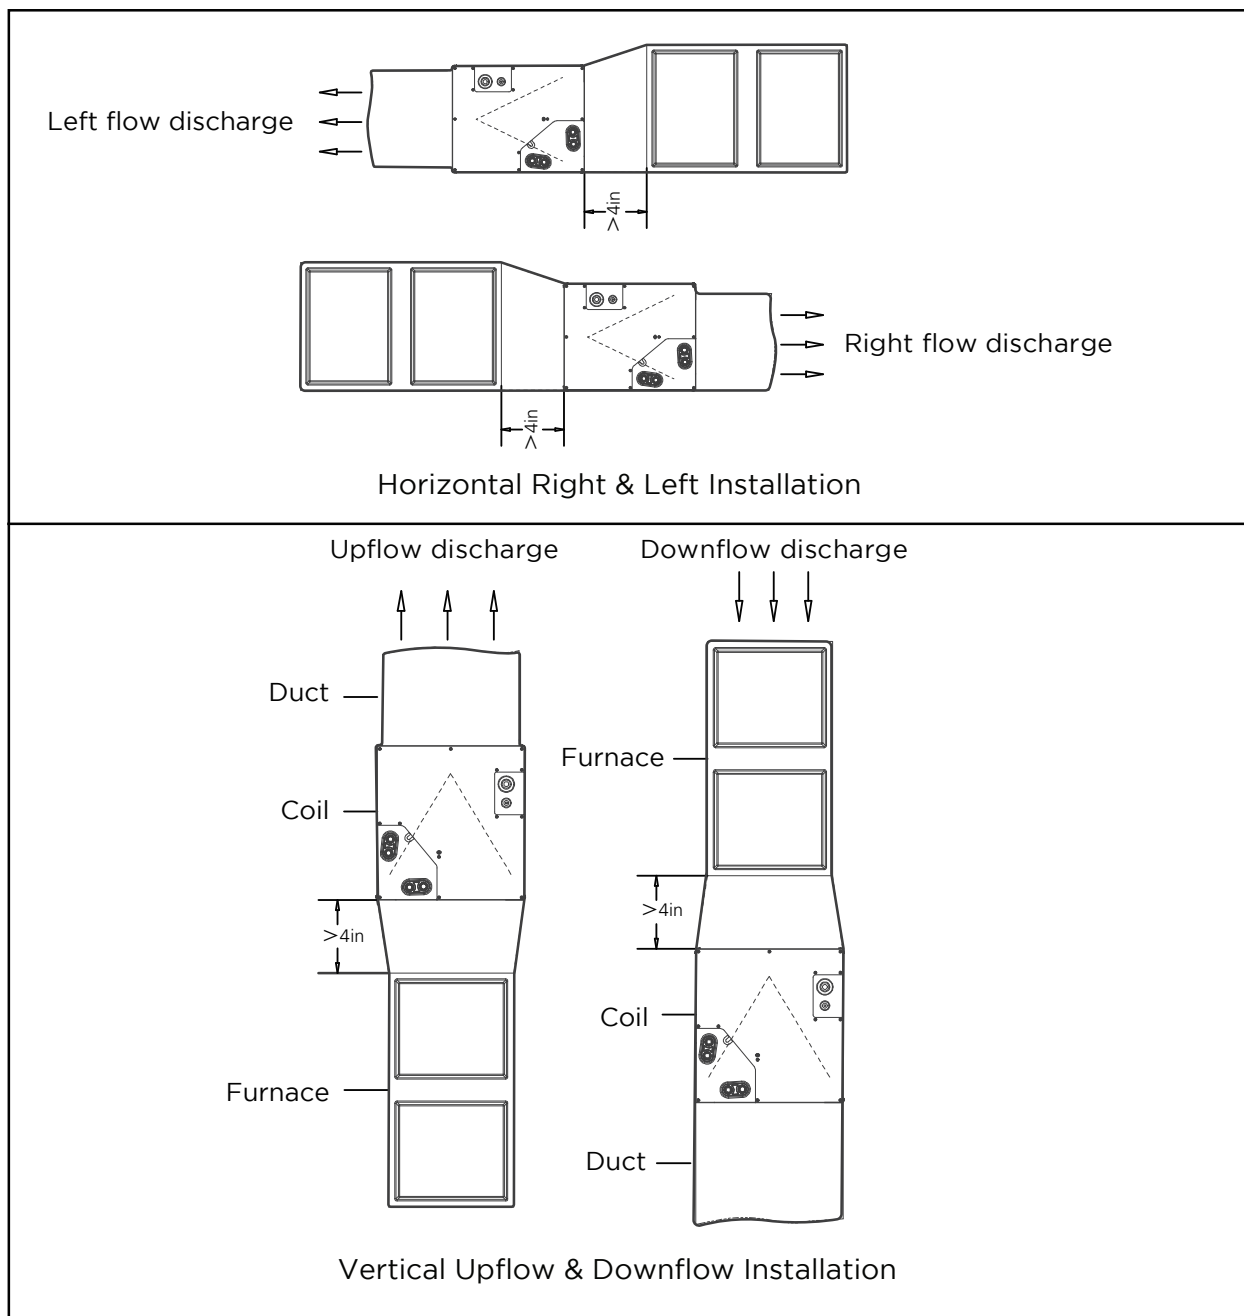 Left flow discharge
>4in
Right flow discharge
>4in
Horizontal Right & Left Installation
Upflow discharge
Downflow discharge
Duct
Furnace
Coil
>4in
>4in
Coil
Furnace
Duct
Vertical Upflow & Downflow Installation